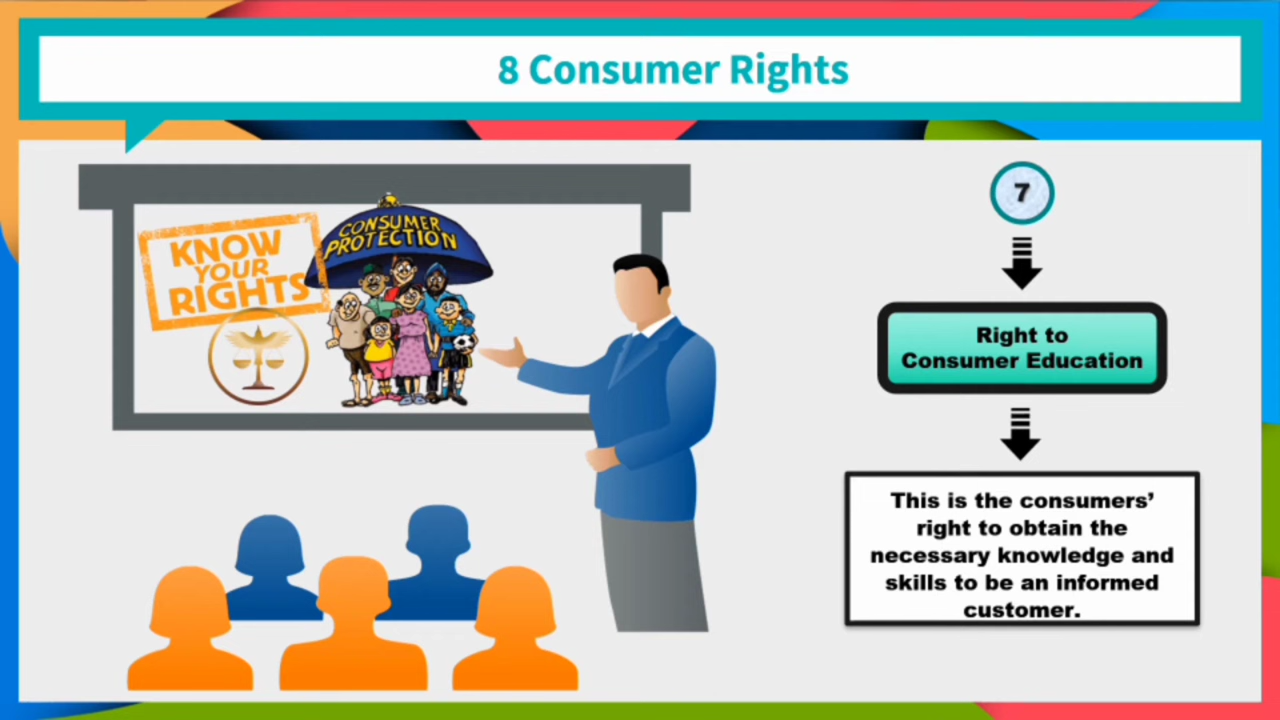 8 Consumer Rights
KNOW
YOUR
RIGHTS
CONSUMER
PROTECTION
7
Right to
Consumer Education
This is the consumers’
right to obtain the
necessary knowledge and
skills to be an informed
customer.